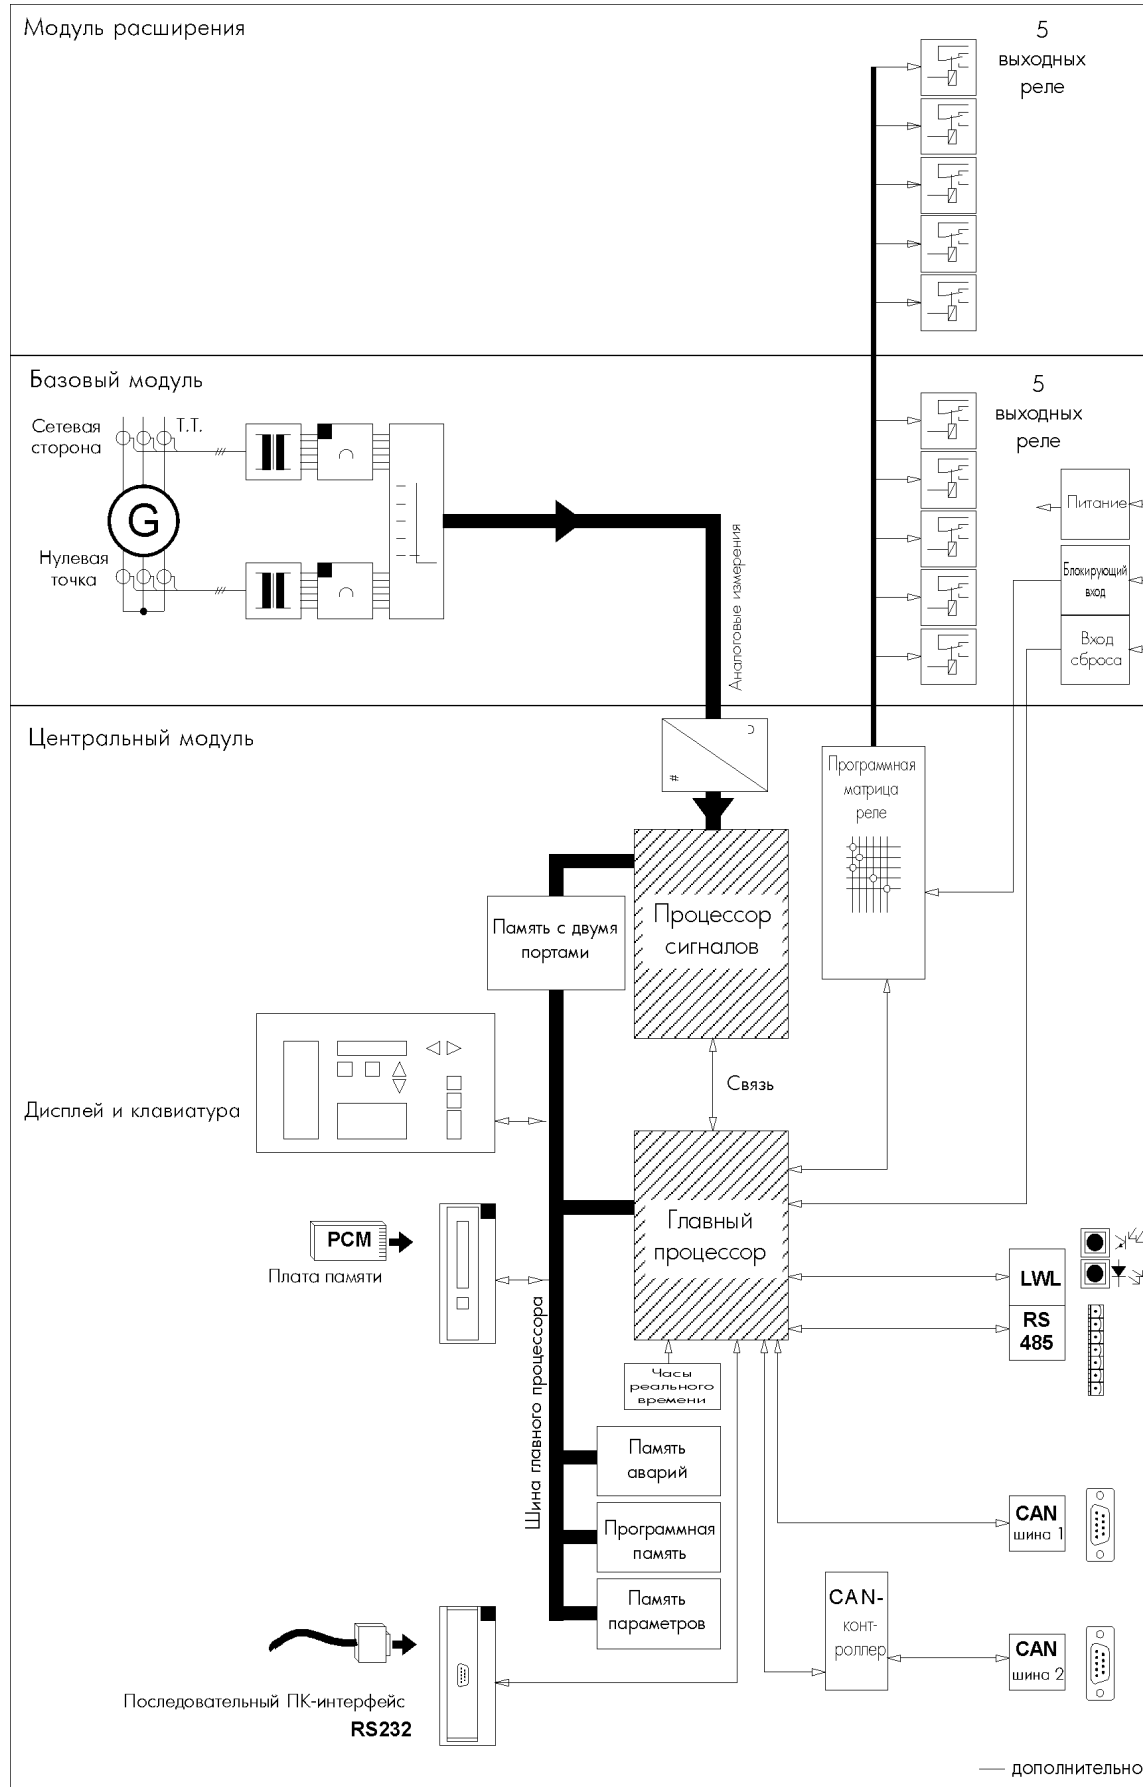 Модуль расширения
5
выходных
реле
Базовый модуль
Сетевая
сторона
Т.Т.
G
Нулевая
точка
Аналоговые измерения
5
выходных
реле
Питание
Блокирующий
вход
Вход
сброса
Центральный модуль
#
Программная
матрица
реле
Процессор
сигналов
Память с двумя
портами
Связь
Дисплей и клавиатура
Главный
процессор
PCM
Плата памяти
LWL
RS
485
Шина главного процессора
Часы
реального
времени
Память
аварий
Программная
память
Память
параметров
CAN
шина 1
CAN-
конт-
роллер
CAN
шина 2
Последовательный ПК-интерфейс
RS232
дополнительно